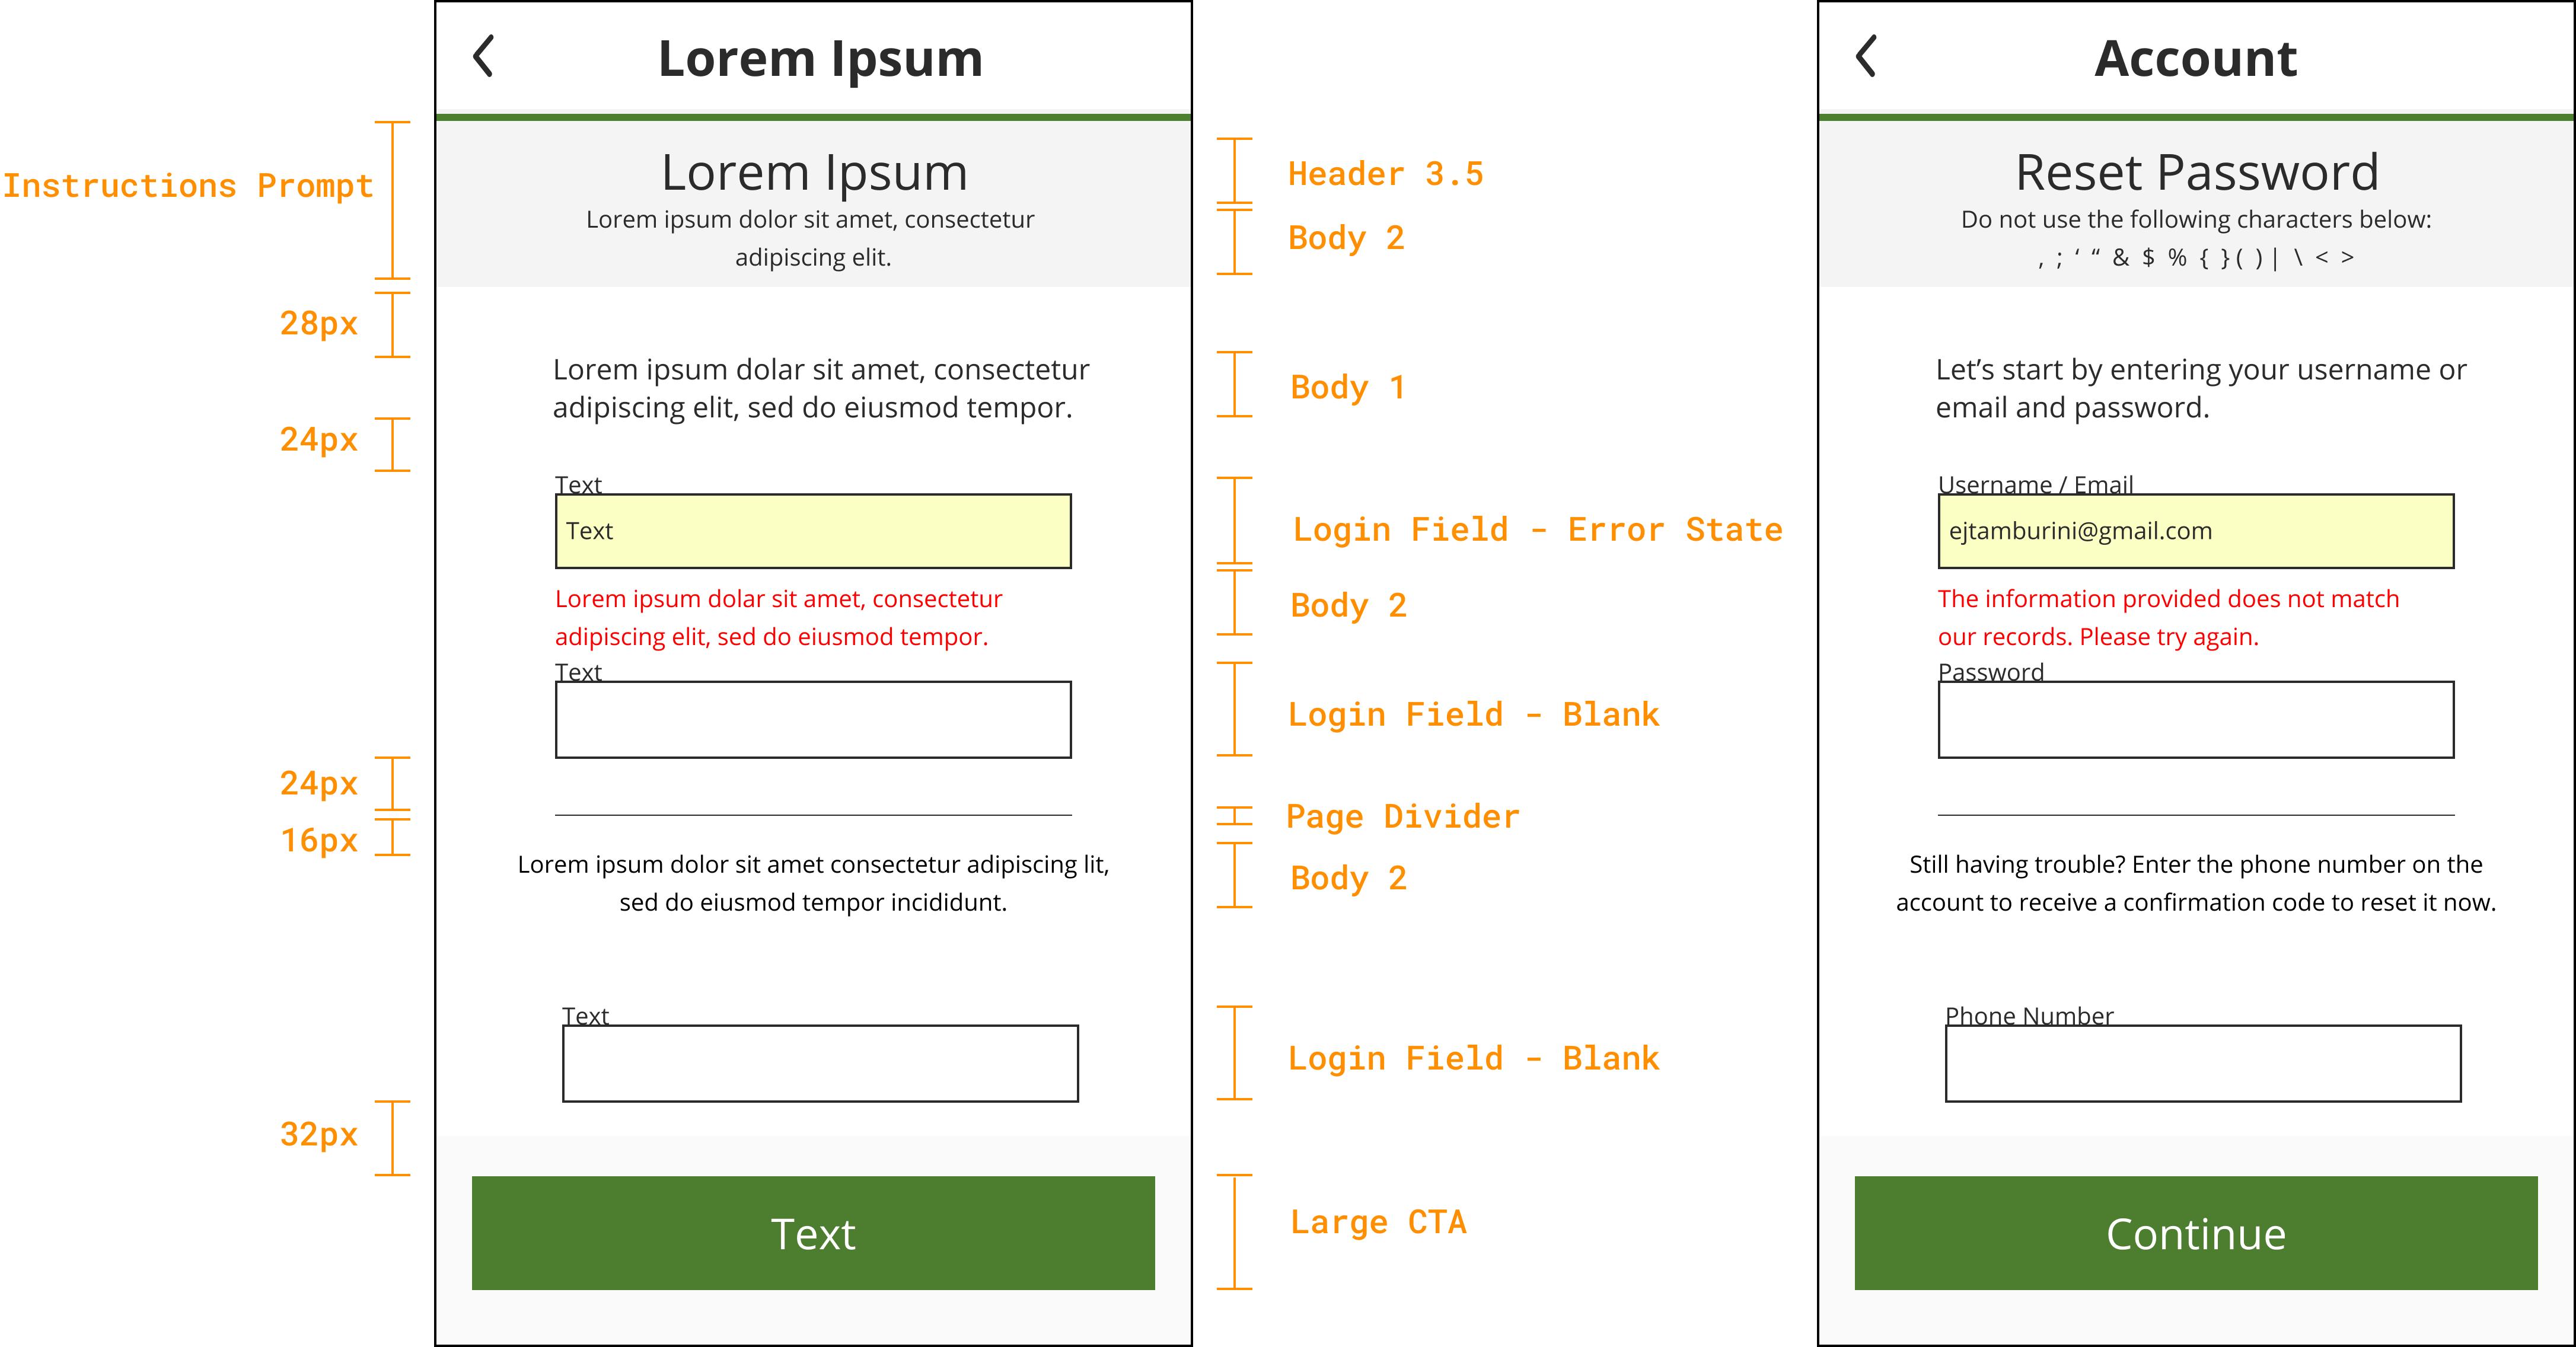 Lorem Ipsum
Instructions Prompt
Lorem Ipsum
Lorem ipsum dolor sit amet, consectetur
adipiscing elit.
28px
Lorem ipsum dolar sit amet, consectetur
adipiscing elit, sed do eiusmod tempor.
24px
Text
Text
Lorem ipsum dolar sit amet, consectetur
adipiscing elit, sed do eiusmod tempor.
Text
24px
16px
Lorem ipsum dolor sit amet consectetur adipiscing lit,
sed do eiusmod tempor incididunt.
Text
32px
Text
Header 3.5
Body 2
Body 1
Login Field - Error State
Body 2
Login Field - Blank
Page Divider
Body 2
Login Field - Blank
Large CTA
Account
Reset Password
Do not use the following characters below:
, ; ‘ “ & $ % { } ( ) | \ < >
Let’s start by entering your username or
email and password.
Username / Email
ejtamburini@gmail.com
The information provided does not match
our records. Please try again.
Password
Still having trouble? Enter the phone number on the
account to receive a confirmation code to reset it now.
Phone Number
Continue